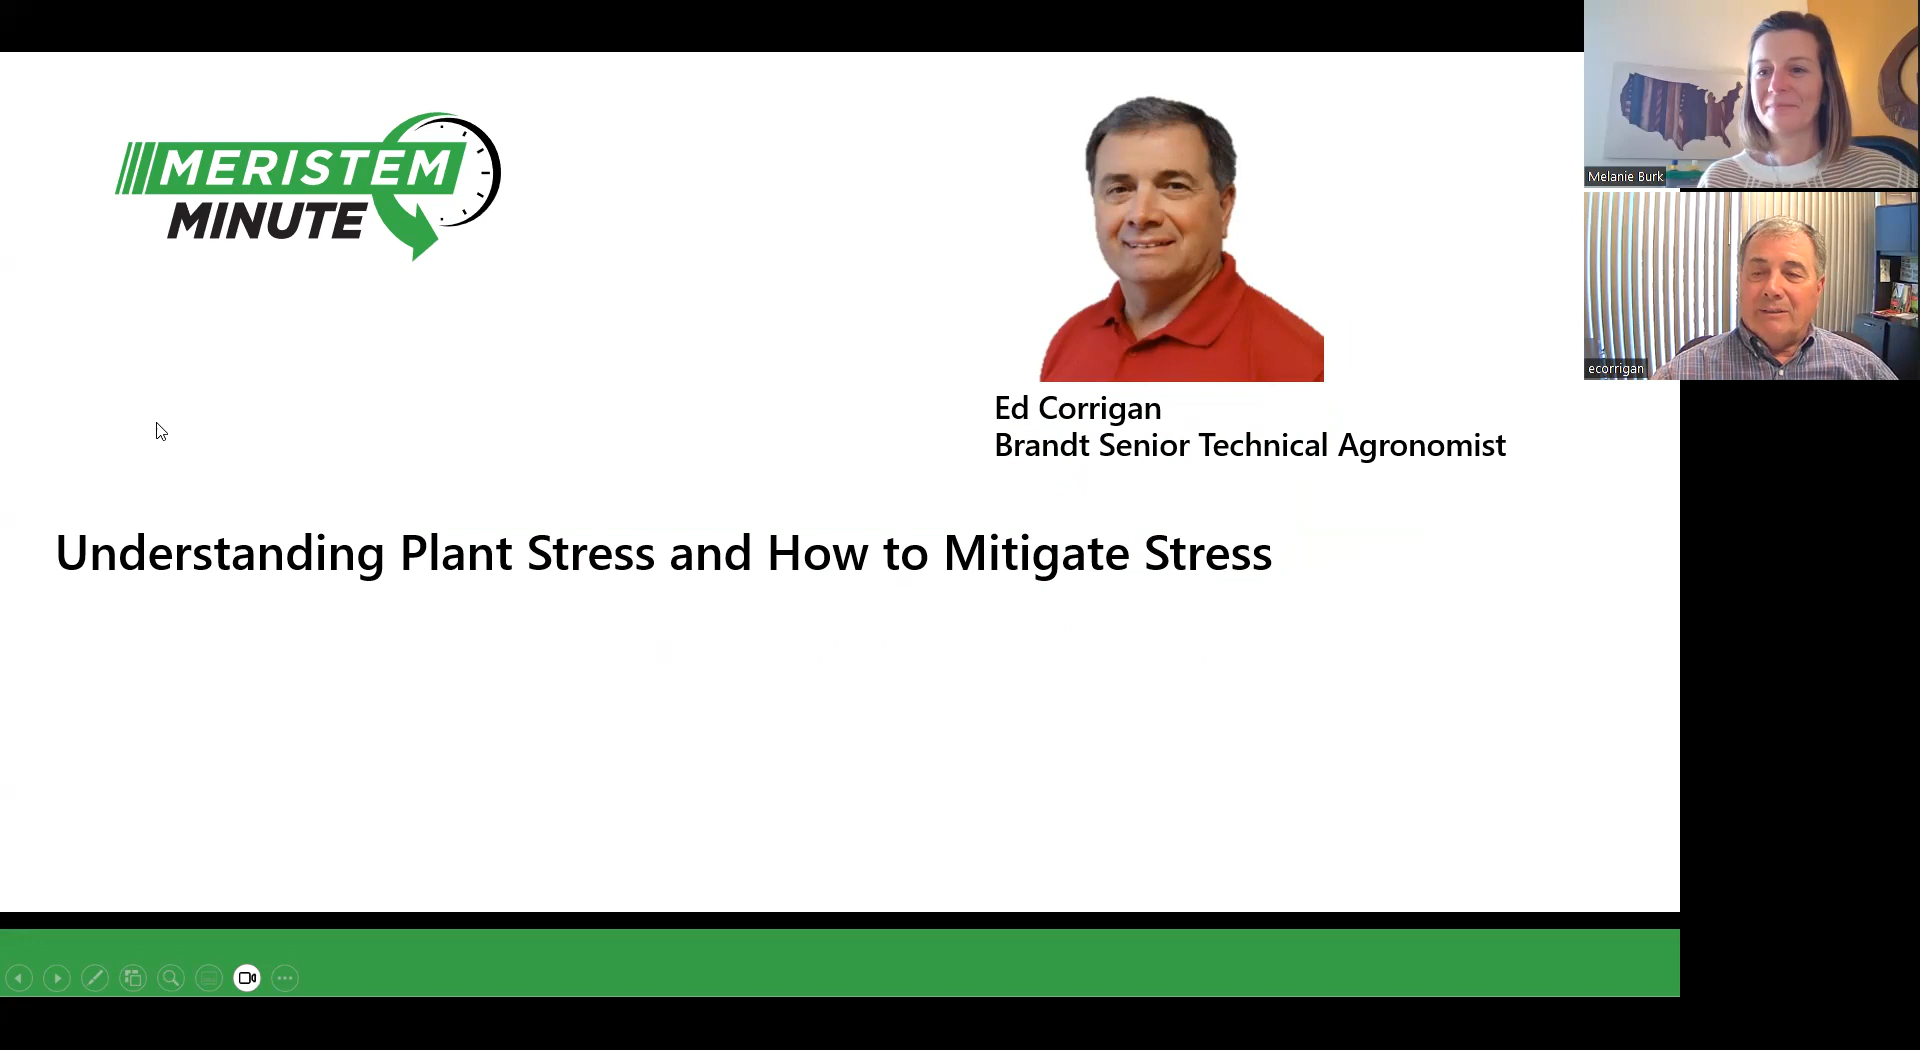 MERISTEM
MINUTE
Ed Corrigan
Brandt Senior Technical Agronomist
Understanding Plant Stress and How to Mitigate Stress
Melanie Burk
ecorrigan